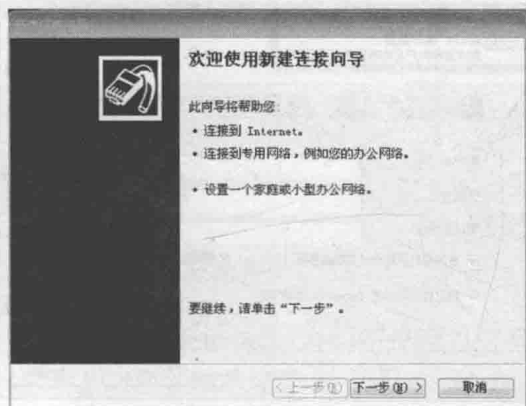 欢迎使用新建连接向导
此向导将帮助您:
• 连接到 Internet。
• 连接到专用网络,例如您的办公网络。
• 设置一个家庭或小型办公网络。
要继续,请单击“下一步”。
<上一步(B) 下一步(N) > 取消